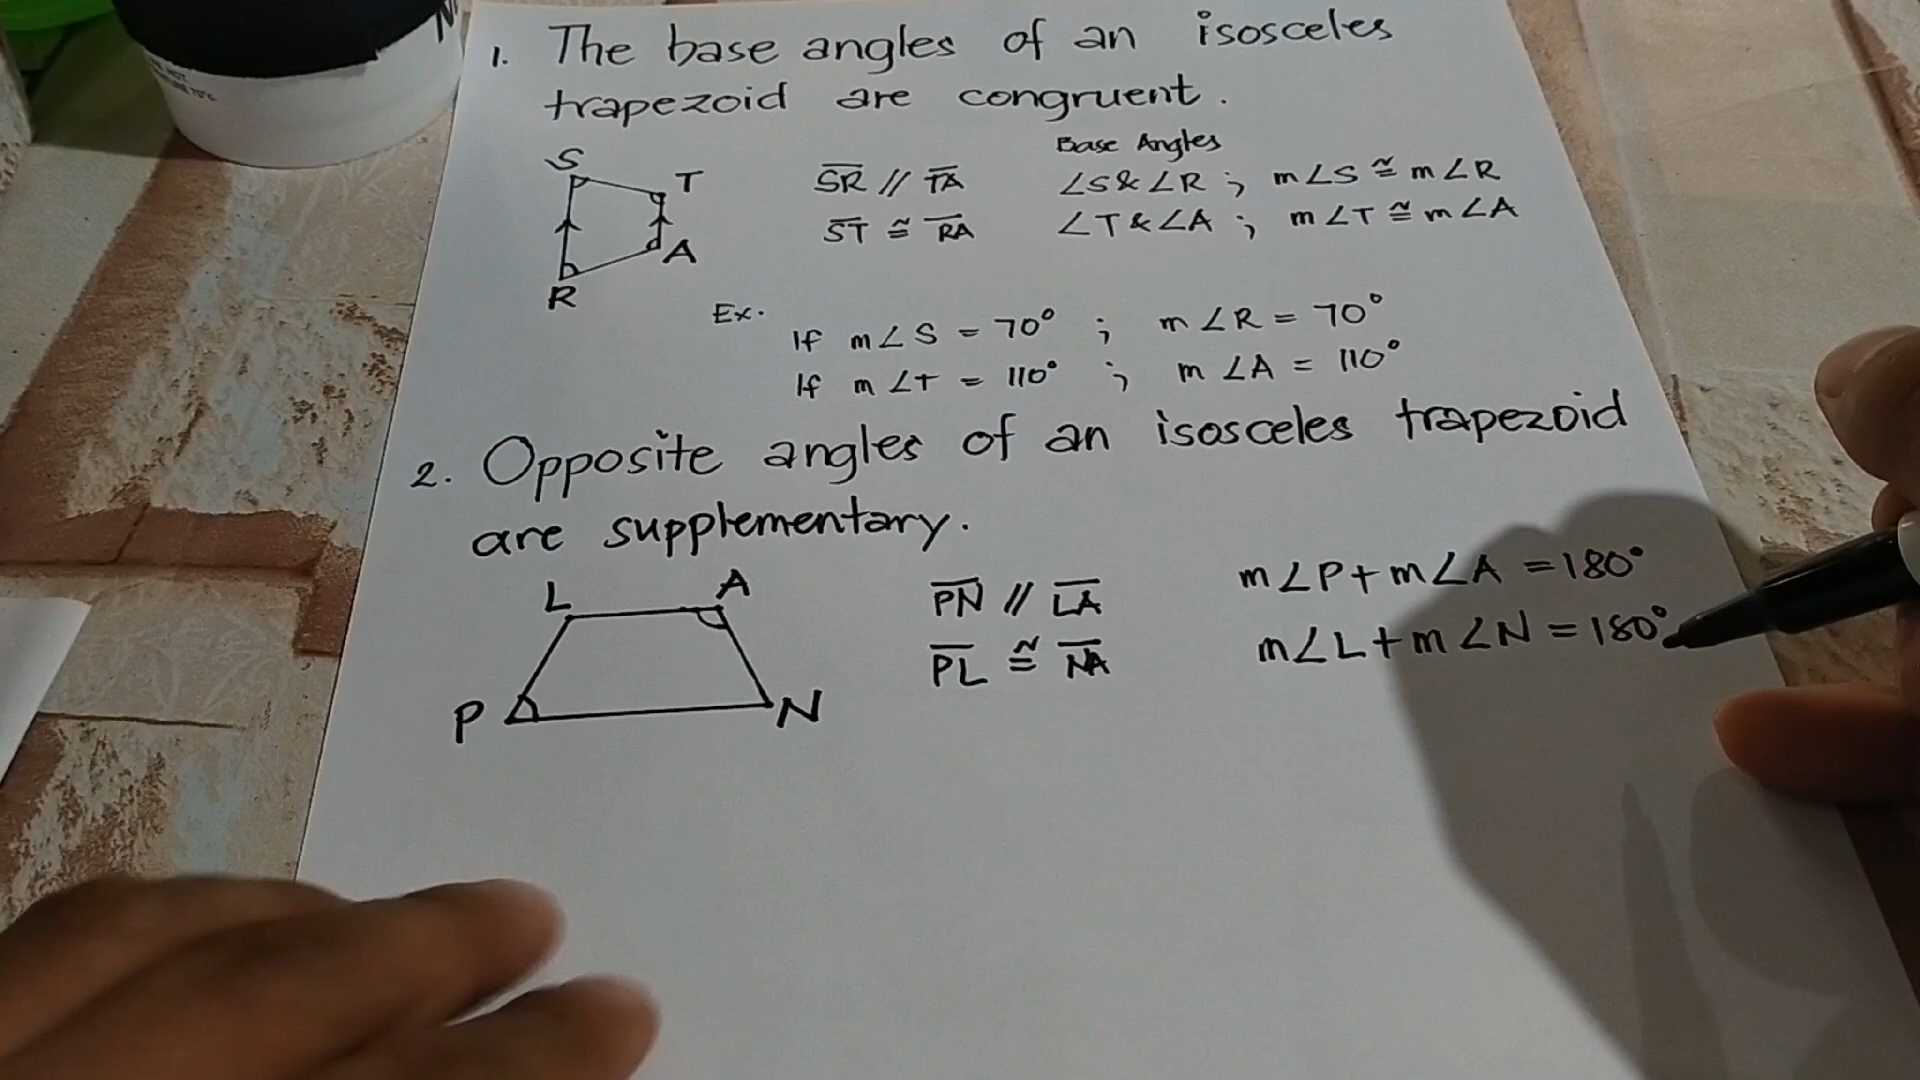 1. The base angles of an isosceles
trapezoid are congruent.
Base Angles
S
T
A
R
SR // TA
∠S & ∠R ; m∠S ≅ m∠R
ST ≅ RA
∠T & ∠A ; m∠T ≅ m∠A
Ex.
If m∠S = 70° ; m∠R = 70°
If m∠T = 110° ; m∠A = 110°
2. Opposite angles of an isosceles trapezoid
are supplementary.
L
A
P
N
PN // LA
m∠P + m∠A = 180°
PL ≅ NA
m∠L + m∠N = 180°